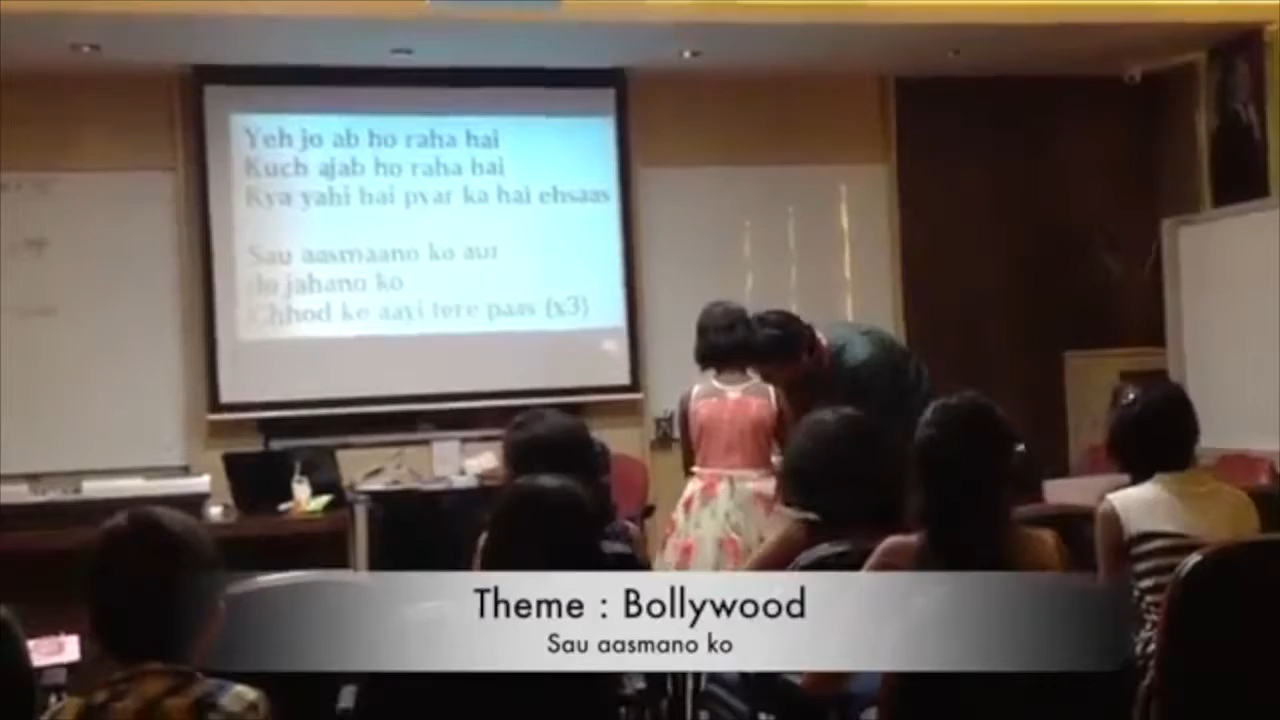 Yeh jo ab ho raha hai
Kuch ajab ho raha hai
Kya yahi hai pyar ka hai ehsaas
Sau aasmaano ko aur
do jahano ko
Chhod ke aayi tere paas (x3)
Theme : Bollywood
Sau aasmano ko